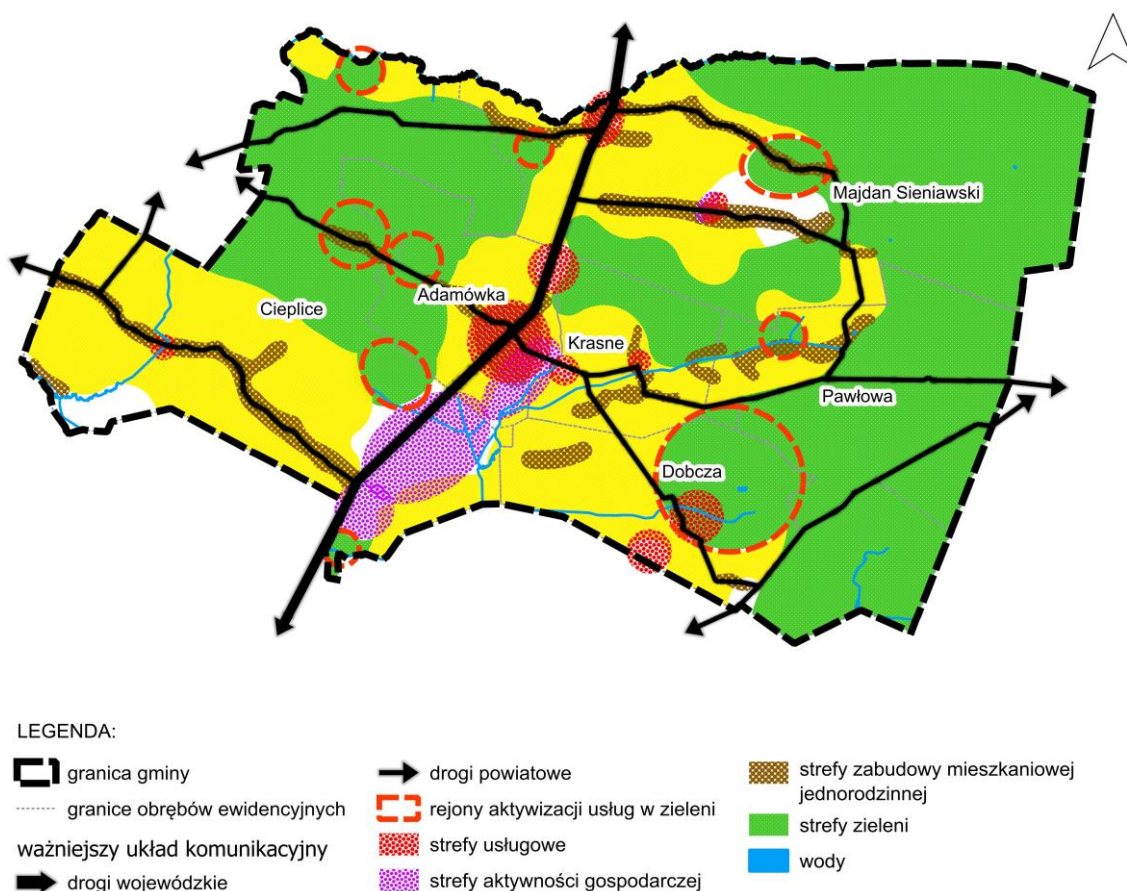 Majdan Sieniawski
Cieplice
Adamówka
Krasne
Pawłowa
Dobcza
LEGENDA:
granica gminy
granice obrębów ewidencyjnych
ważniejszy układ komunikacyjny
drogi wojewódzkie
drogi powiatowe
rejony aktywizacji usług w zieleni
strefy usługowe
strefy aktywności gospodarczej
strefy zabudowy mieszkaniowej
jednorodzinnej
strefy zieleni
wody